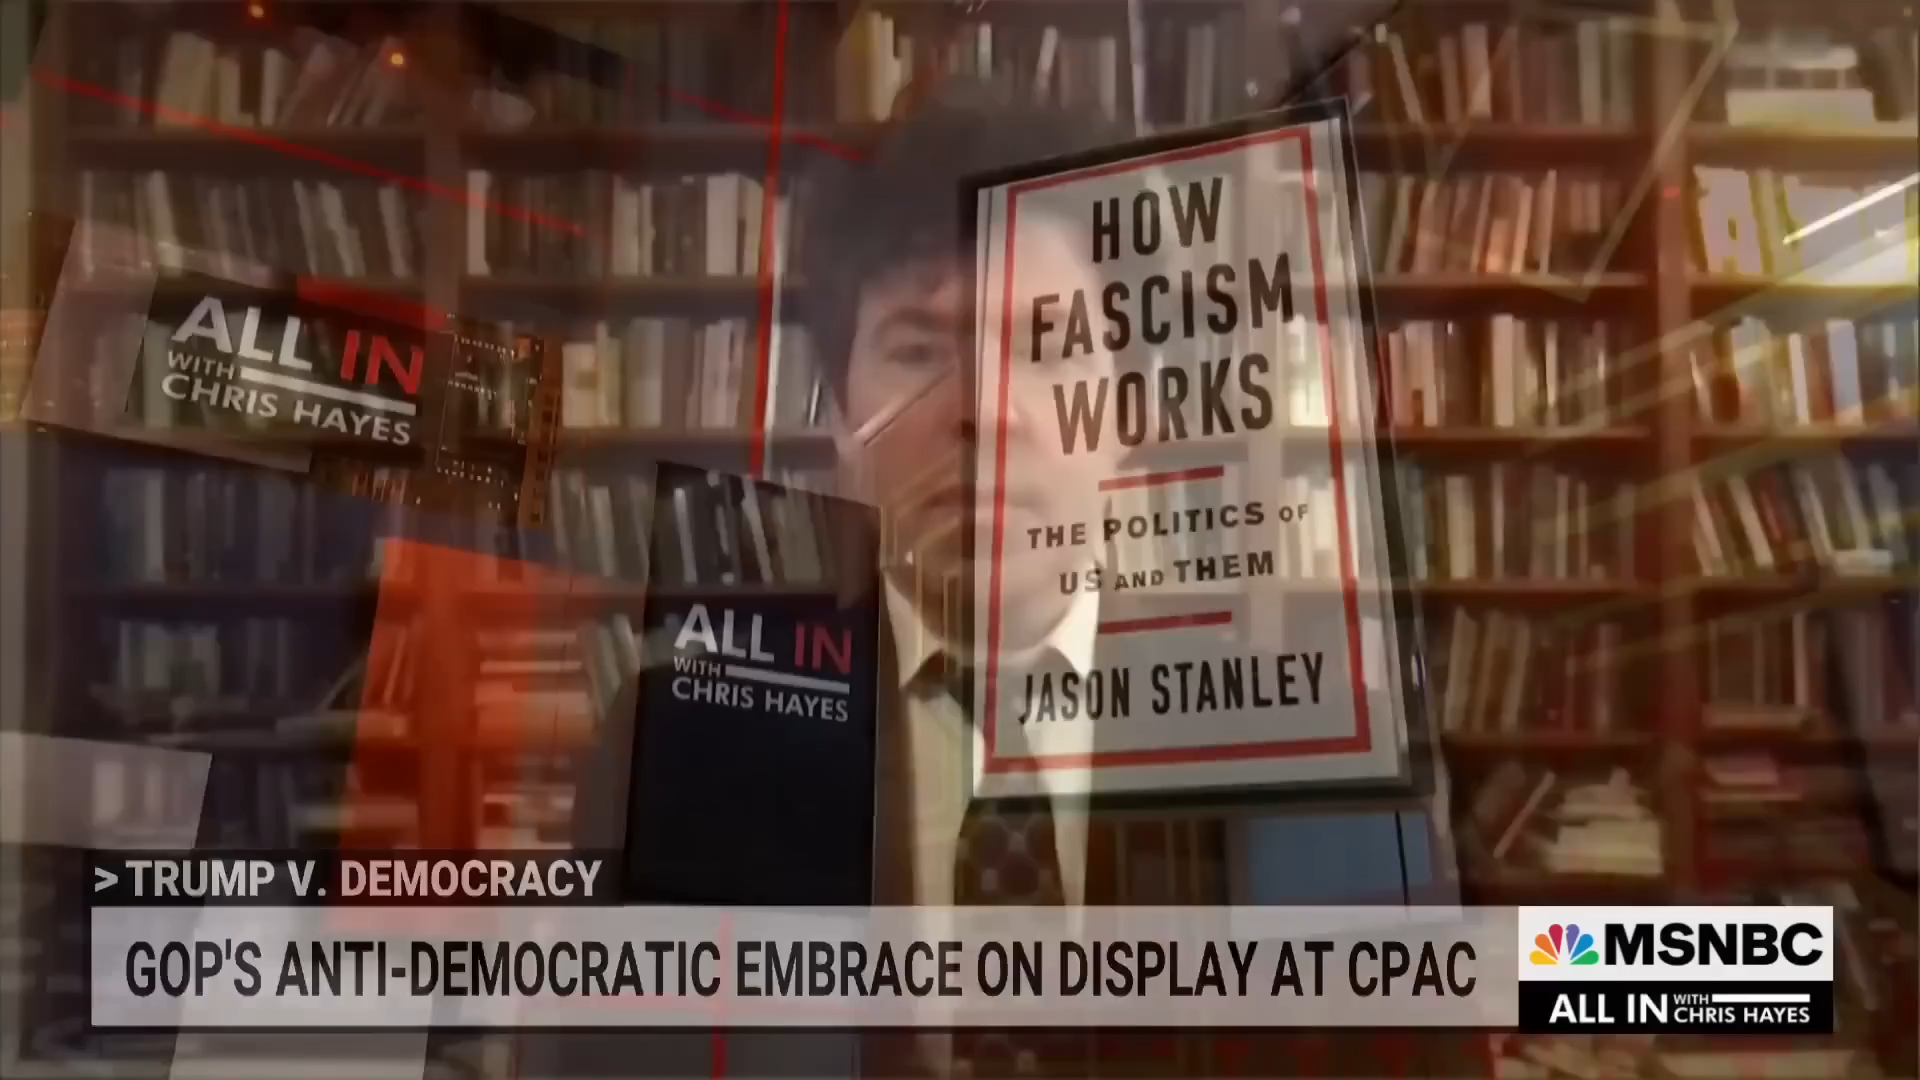 ALL IN
WITH
CHRIS HAYES
ALL IN
WITH
CHRIS HAYES
HOW
FASCISM
WORKS
THE POLITICS OF
US AND THEM
JASON STANLEY
> TRUMP V. DEMOCRACY
GOP'S ANTI-DEMOCRATIC EMBRACE ON DISPLAY AT CPAC
MSNBC
ALL IN WITH CHRIS HAYES